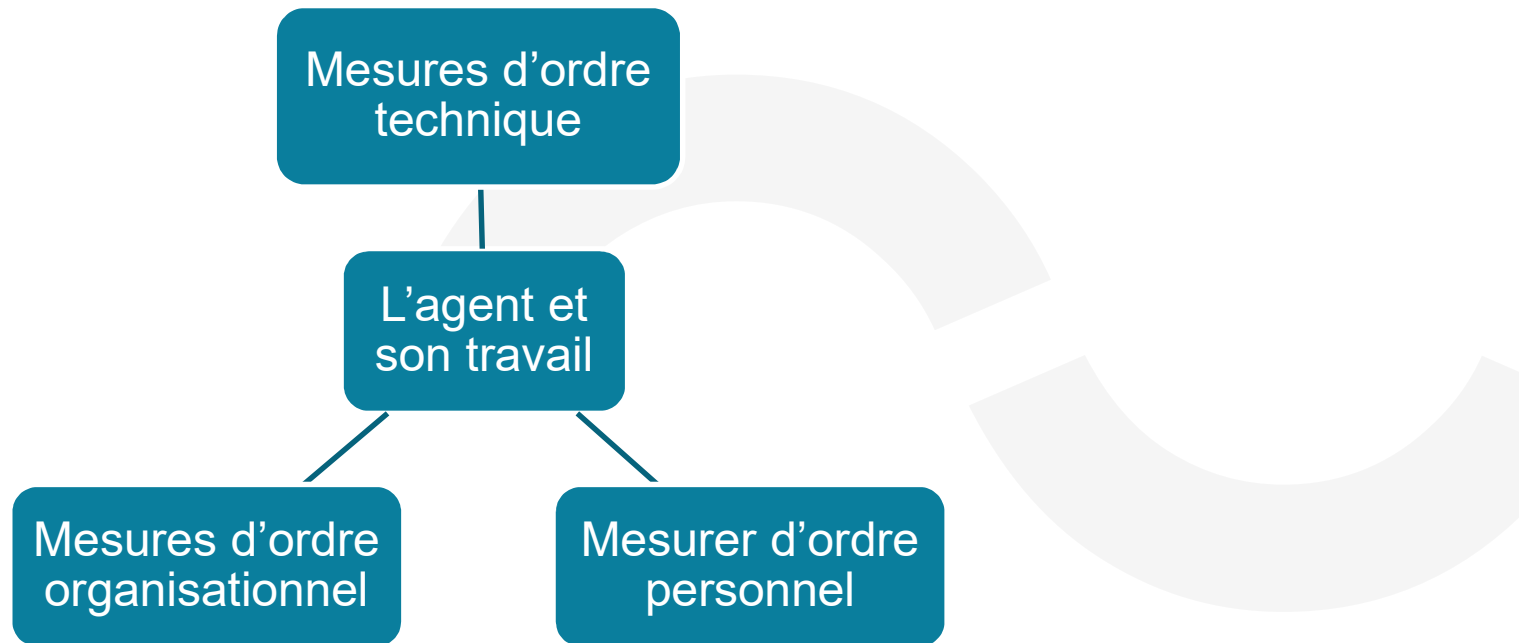 Mesures d’ordre
technique
L’agent et
son travail
Mesures d’ordre
organisationnel
Mesurer d’ordre
personnel